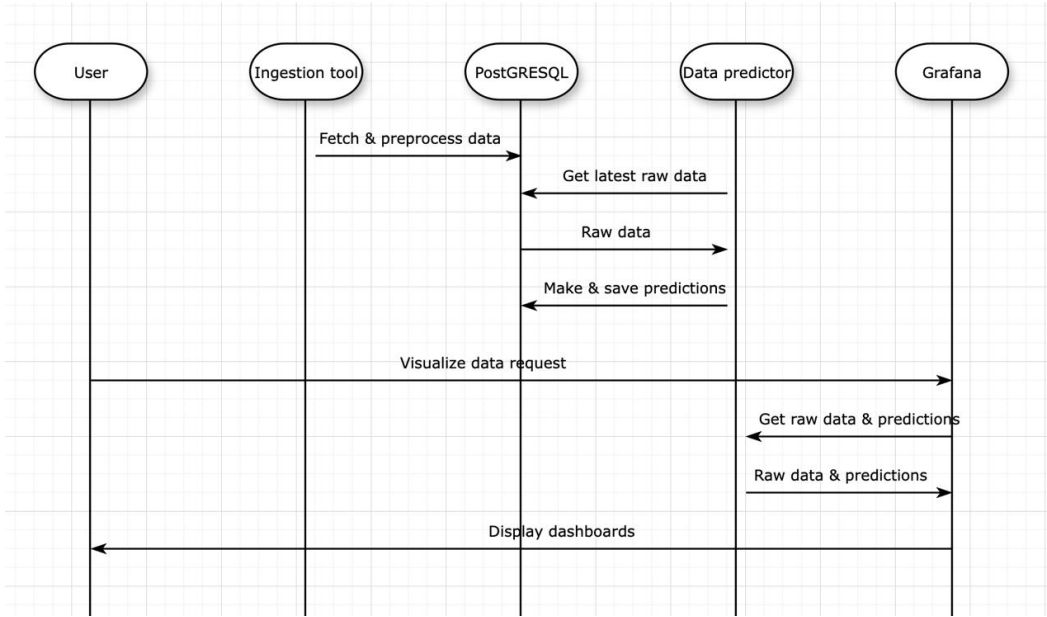 User
Ingestion tool
PostGRESQL
Data predictor
Grafana
Fetch & preprocess data
Get latest raw data
Raw data
Make & save predictions
Visualize data request
Get raw data & predictions
Raw data & predictions
Display dashboards